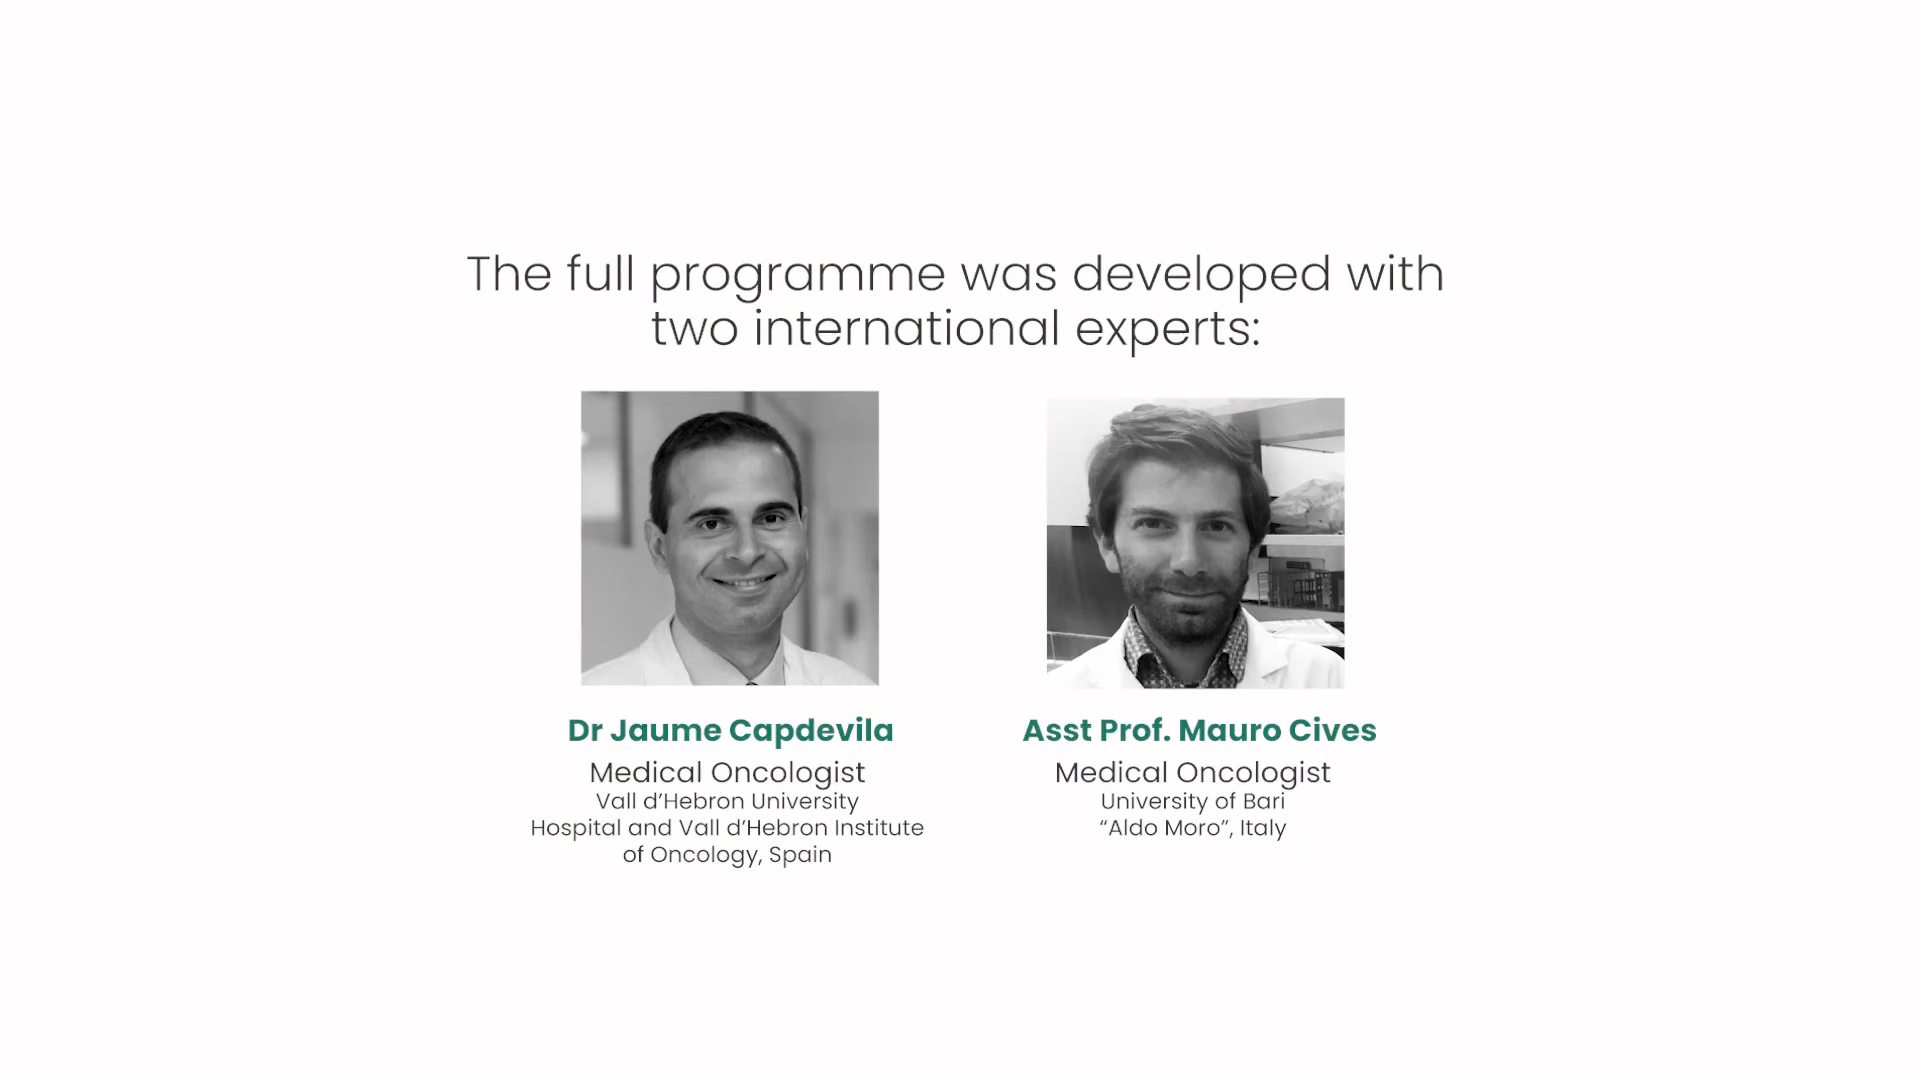 The full programme was developed with
two international experts:
Dr Jaume Capdevila
Medical Oncologist
Vall d’Hebron University
Hospital and Vall d’Hebron Institute
of Oncology, Spain
Asst Prof. Mauro Cives
Medical Oncologist
University of Bari
“Aldo Moro”, Italy